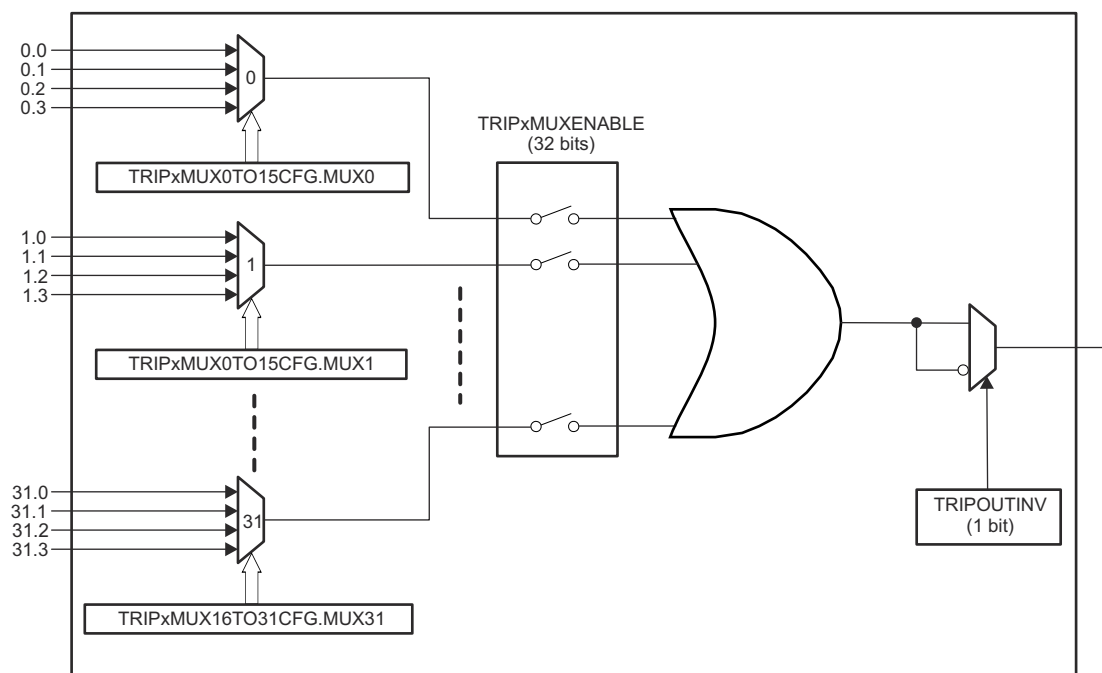 0.0
0.1
0.2
0.3
0
TRIPxMUX0TO15CFG.MUX0
TRIPxMUXENABLE
(32 bits)
1.0
1.1
1.2
1.3
1
TRIPxMUX0TO15CFG.MUX1
31.0
31.1
31.2
31.3
31
TRIPxMUX16TO31CFG.MUX31
TRIPOUTINV
(1 bit)